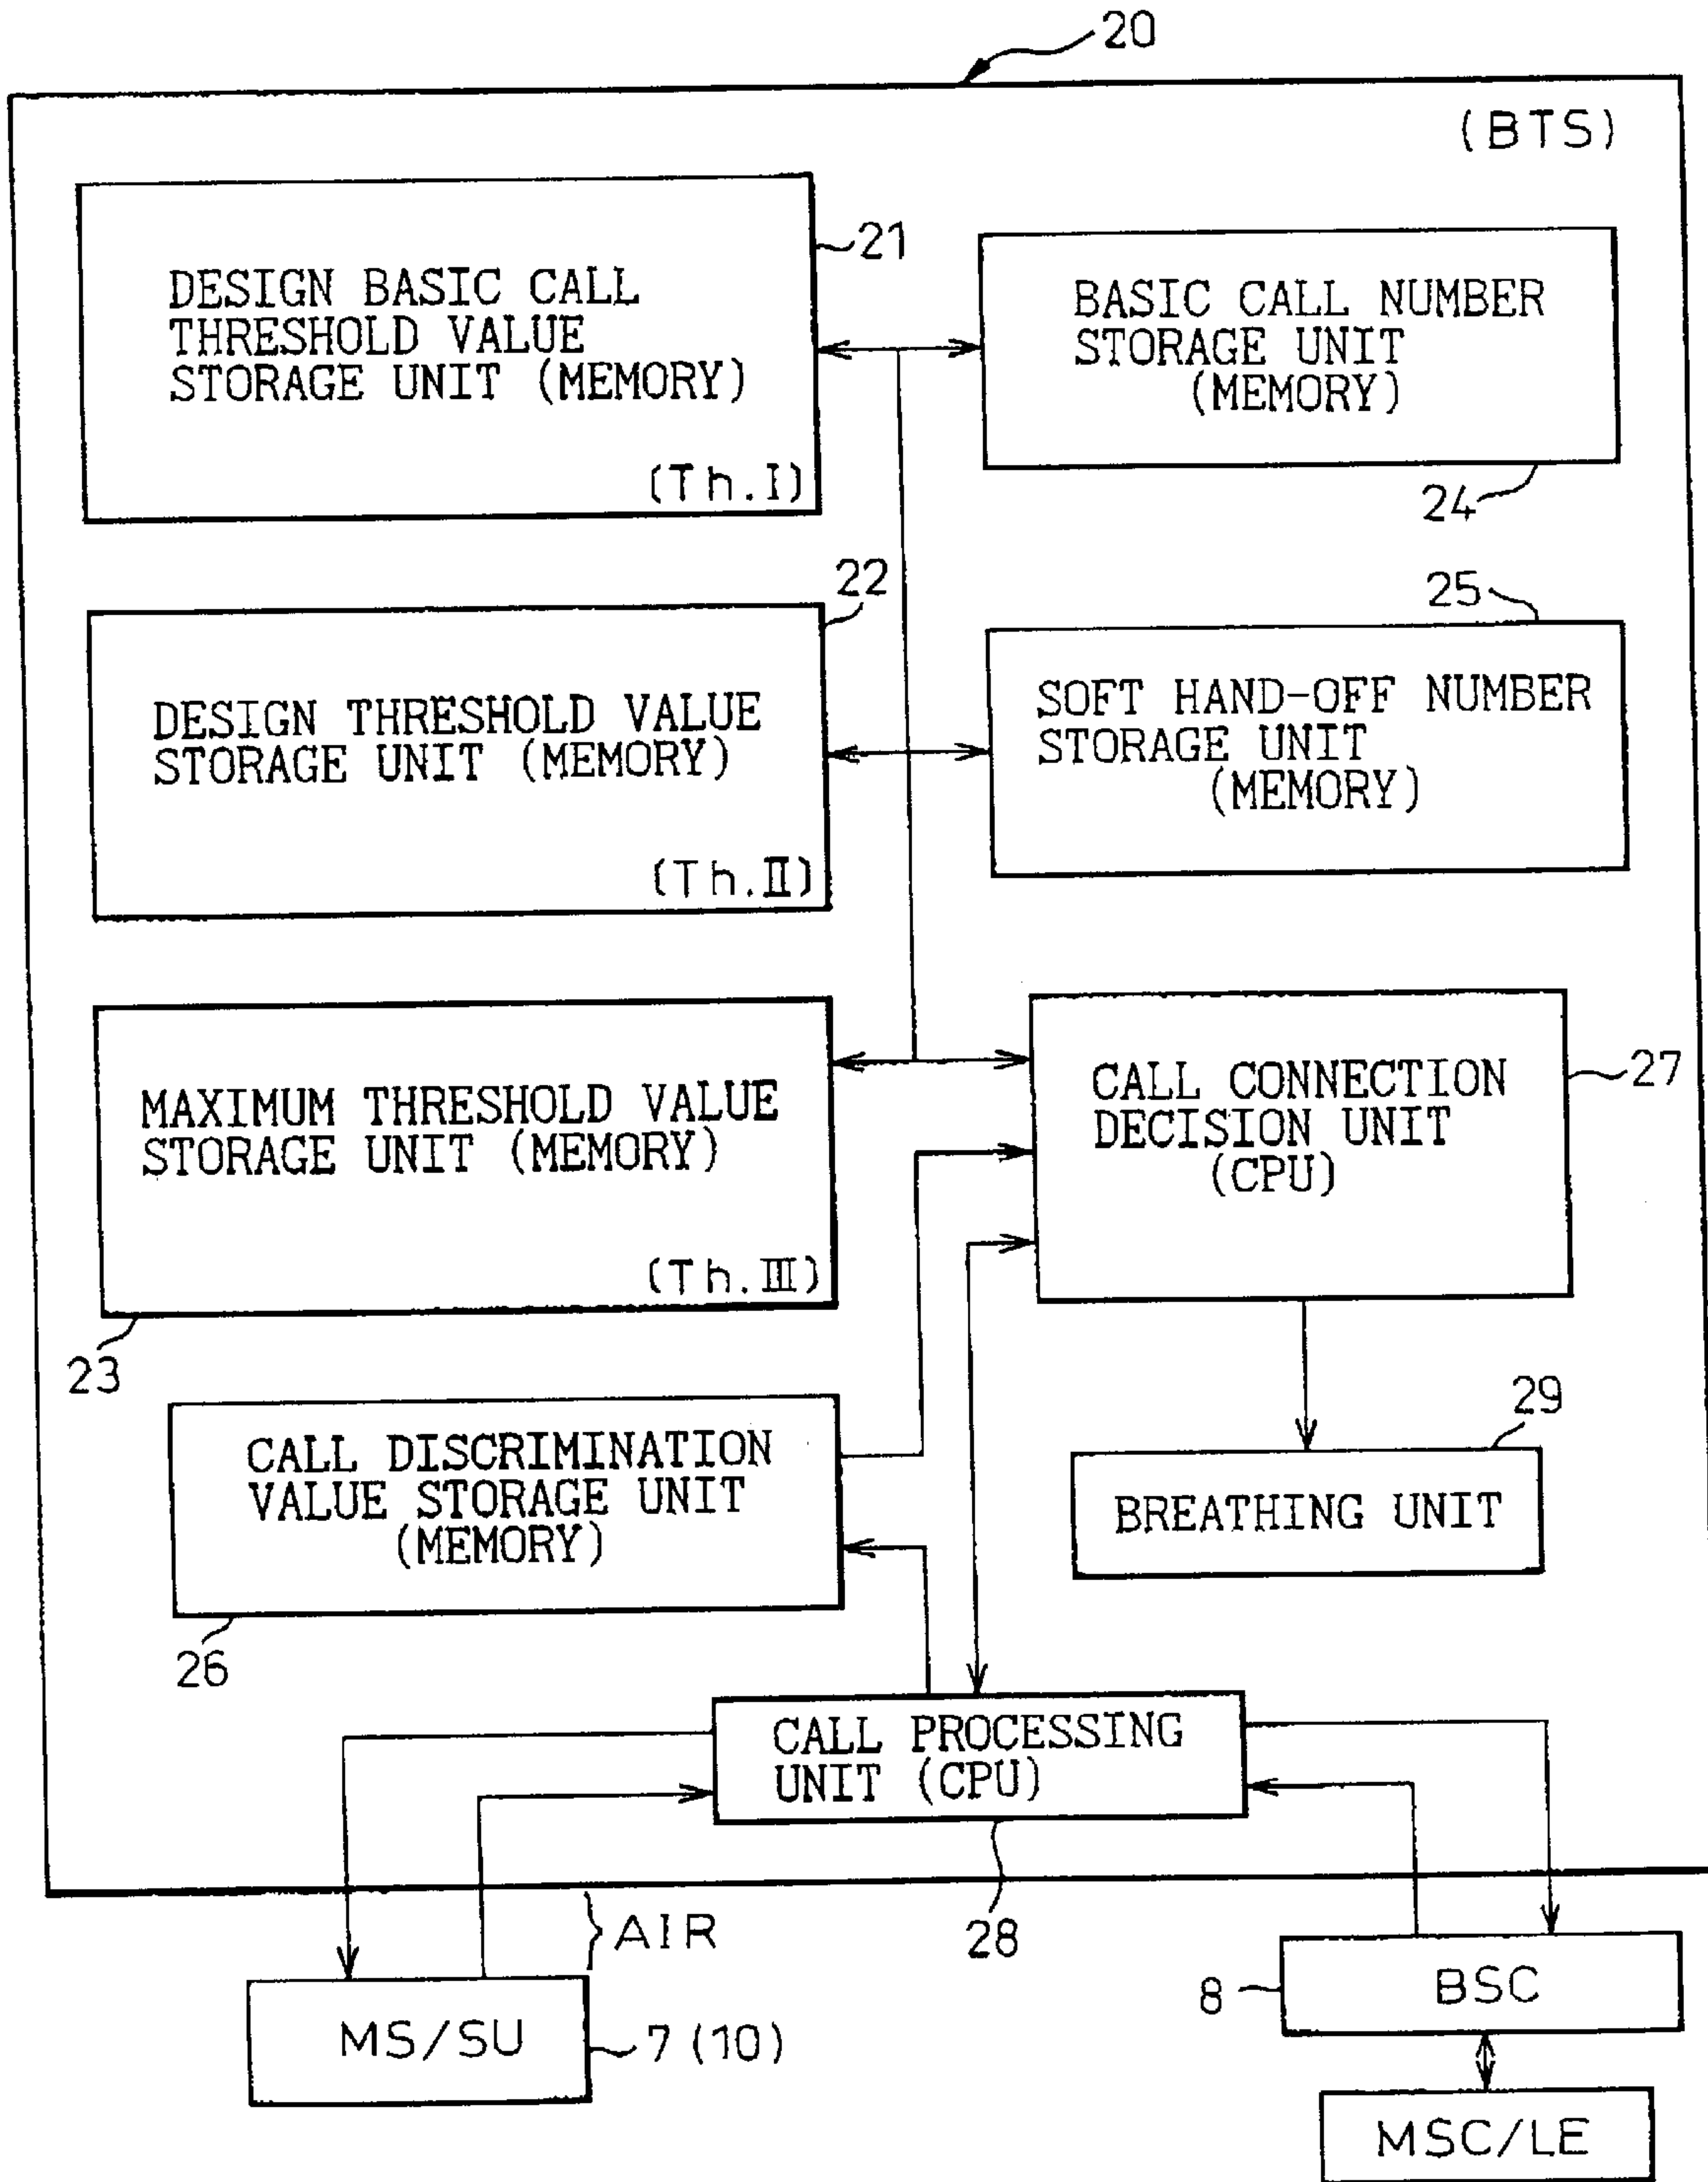 20
(BTS)
DESIGN BASIC CALL
THRESHOLD VALUE
STORAGE UNIT (MEMORY)
(Th.I)
21
BASIC CALL NUMBER
STORAGE UNIT
(MEMORY)
24
22
DESIGN THRESHOLD VALUE
STORAGE UNIT (MEMORY)
(Th.II)
25
SOFT HAND-OFF NUMBER
STORAGE UNIT
(MEMORY)
MAXIMUM THRESHOLD VALUE
STORAGE UNIT (MEMORY)
(Th.III)
23
CALL CONNECTION
DECISION UNIT
(CPU)
27
CALL DISCRIMINATION
VALUE STORAGE UNIT
(MEMORY)
26
29
BREATHING UNIT
CALL PROCESSING
UNIT (CPU)
28
AIR
MS/SU
7 (10)
8
BSC
MSC/LE